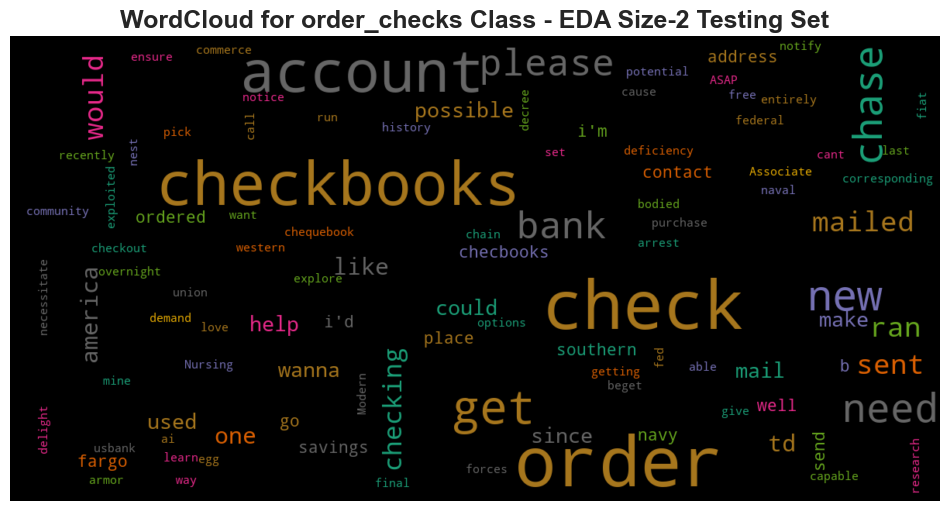 WordCloud for order_checks Class - EDA Size-2 Testing Set
would
ensure
commerce
account
please
potential
address
notify
chase
ASAP
notice
cause
free
entirely
fiat
pick
call
run
possible
history
decree
i'm
federal
recently
nest
set
deficiency
cant
last
exploited
checkbooks
contact
Associate
corresponding
naval
community
ordered
want
bodied
purchase
mailed
checkout
western
chequebook
chain
bank
arrest
checbooks
necessitate
america
overnight
union
explore
like
check
new
demand
love
help
i'd
could
options
make
ran
place
southern
fed
mine
Nursing
wanna
checking
getting
beget
able
mail
b
sent
Modern
delight
used
ai
one
go
get
give
well
need
usbank
fargo
learn
egg
savings
since
navy
td
send
armor
way
final
forces
order
capable
research